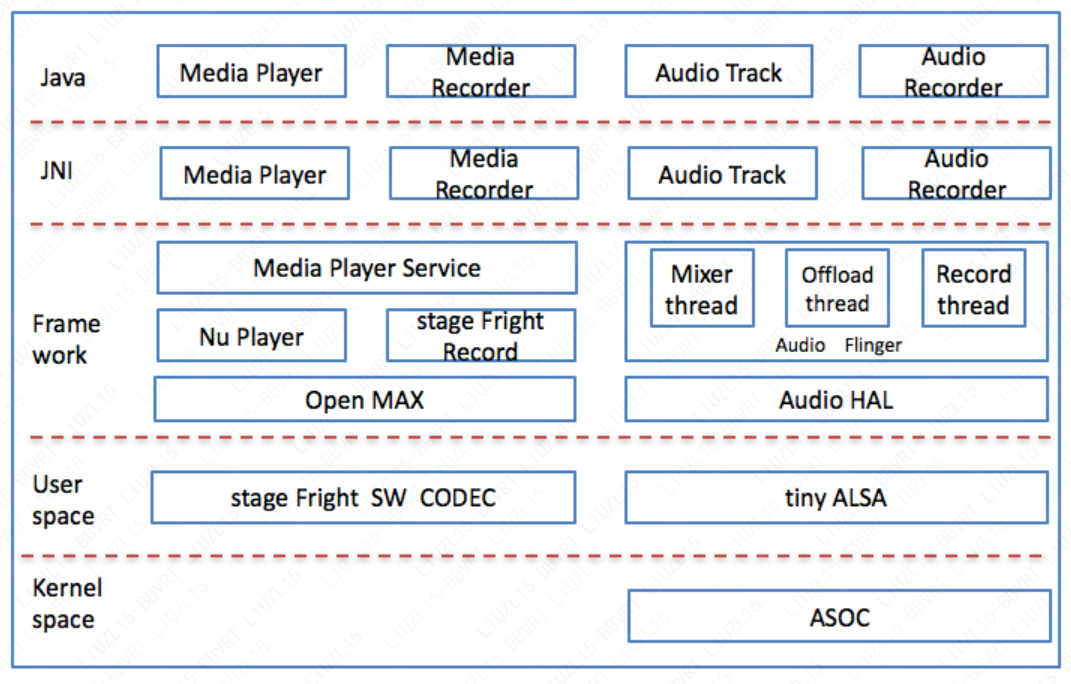 Java
Media Player
Media
Recorder
Audio Track
Audio
Recorder
JNI
Media Player
Media
Recorder
Audio Track
Audio
Recorder
Frame
work
Media Player Service
Nu Player
stage Fright
Record
Open MAX
Mixer
thread
Offload
thread
Record
thread
Audio Flinger
Audio HAL
User
space
stage Fright SW CODEC
tiny ALSA
Kernel
space
ASOC